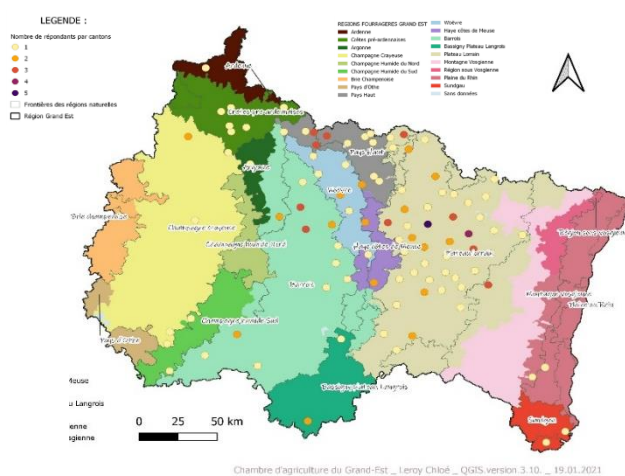 LEGENDE :
Nombre de répondants par cantons
1
2
3
4
5
Frontières des régions naturelles
Région Grand Est
REGIONS FOURRAGERES GRAND EST
Ardenne
Crêtes pré-ardennaises
Argonne
Champagne Crayeuse
Champagne Humide du Nord
Champagne Humide du Sud
Brie Champenoise
Pays d'Othe
Pays Haut
Woëvre
Haye côtes de Meuse
Barrois
Bassigny Plateau Langrois
Plateau Lorrain
Montagne Vosgienne
Région sous Vosgienne
Plaine du Rhin
Sundgau
Sans données
Ardenne
Crêtes pré-ardennaises
Argonne
Pays Haut
Woëvre
Brie champenoise
Champagne crayeuse
Champagne humide Nord
Haye côtes de Meuse
Plateau Lorrain
Région sous vosgienne
Barrois
Montagne vosgienne
Plaine du Rhin
Champagne humide Sud
Pays d'Othe
Bassigny Plateau Langrois
Sundgau
Meuse
au Langrois
ienne
agienne
0 25 50 km
Chambre d'agriculture du Grand-Est _ Leroy Chloé _ QGIS.version.3.10. _ 19.01.2021